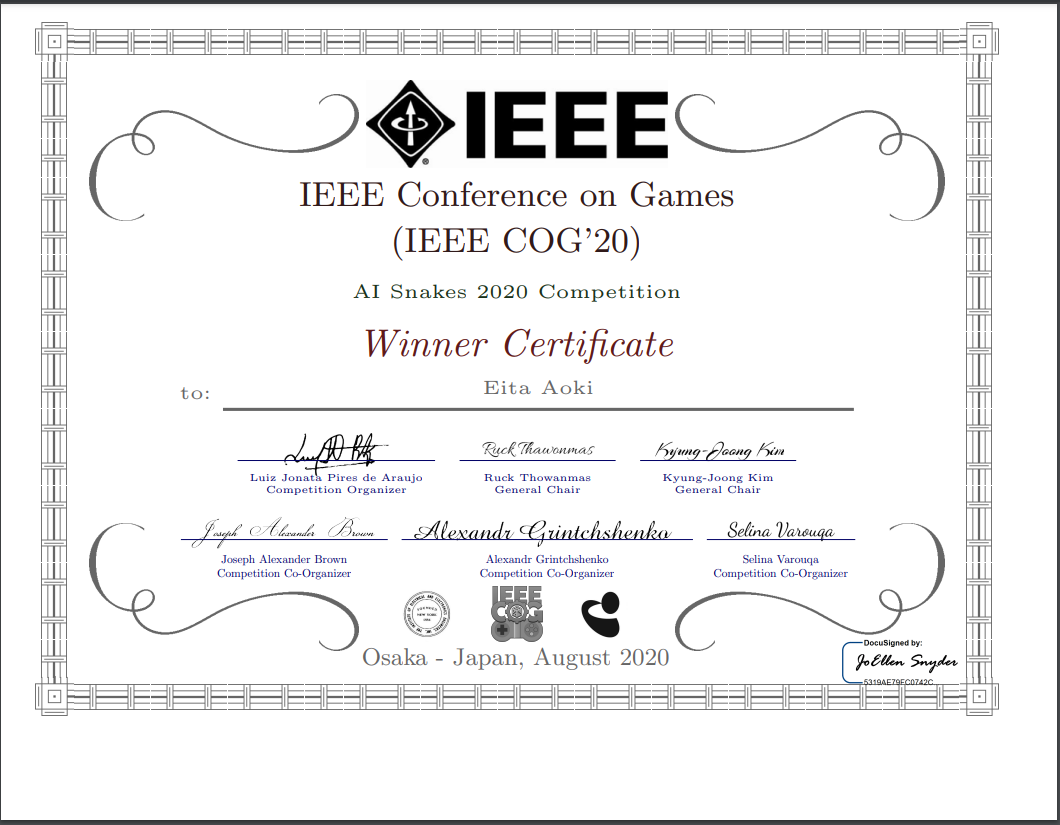 IEEE
IEEE Conference on Games
(IEEE COG'20)
AI Snakes 2020 Competition
Winner Certificate
to:
Eita Aoki
Ruck Thawonmas
Kyung-Joong Kim
Luiz Jonatã Pires de Araujo
Competition Organizer
Ruck Thowanmas
General Chair
Kyung-Joong Kim
General Chair
Joseph Alexander Brown
Alexandr Grintchshenko
Selina Varouqa
Joseph Alexander Brown
Competition Co-Organizer
Alexandr Grintchshenko
Competition Co-Organizer
Selina Varouqa
Competition Co-Organizer
IEEE
COG
Osaka - Japan, August 2020
DocuSigned by:
JoEllen Snyder
5319AE79FC0742C